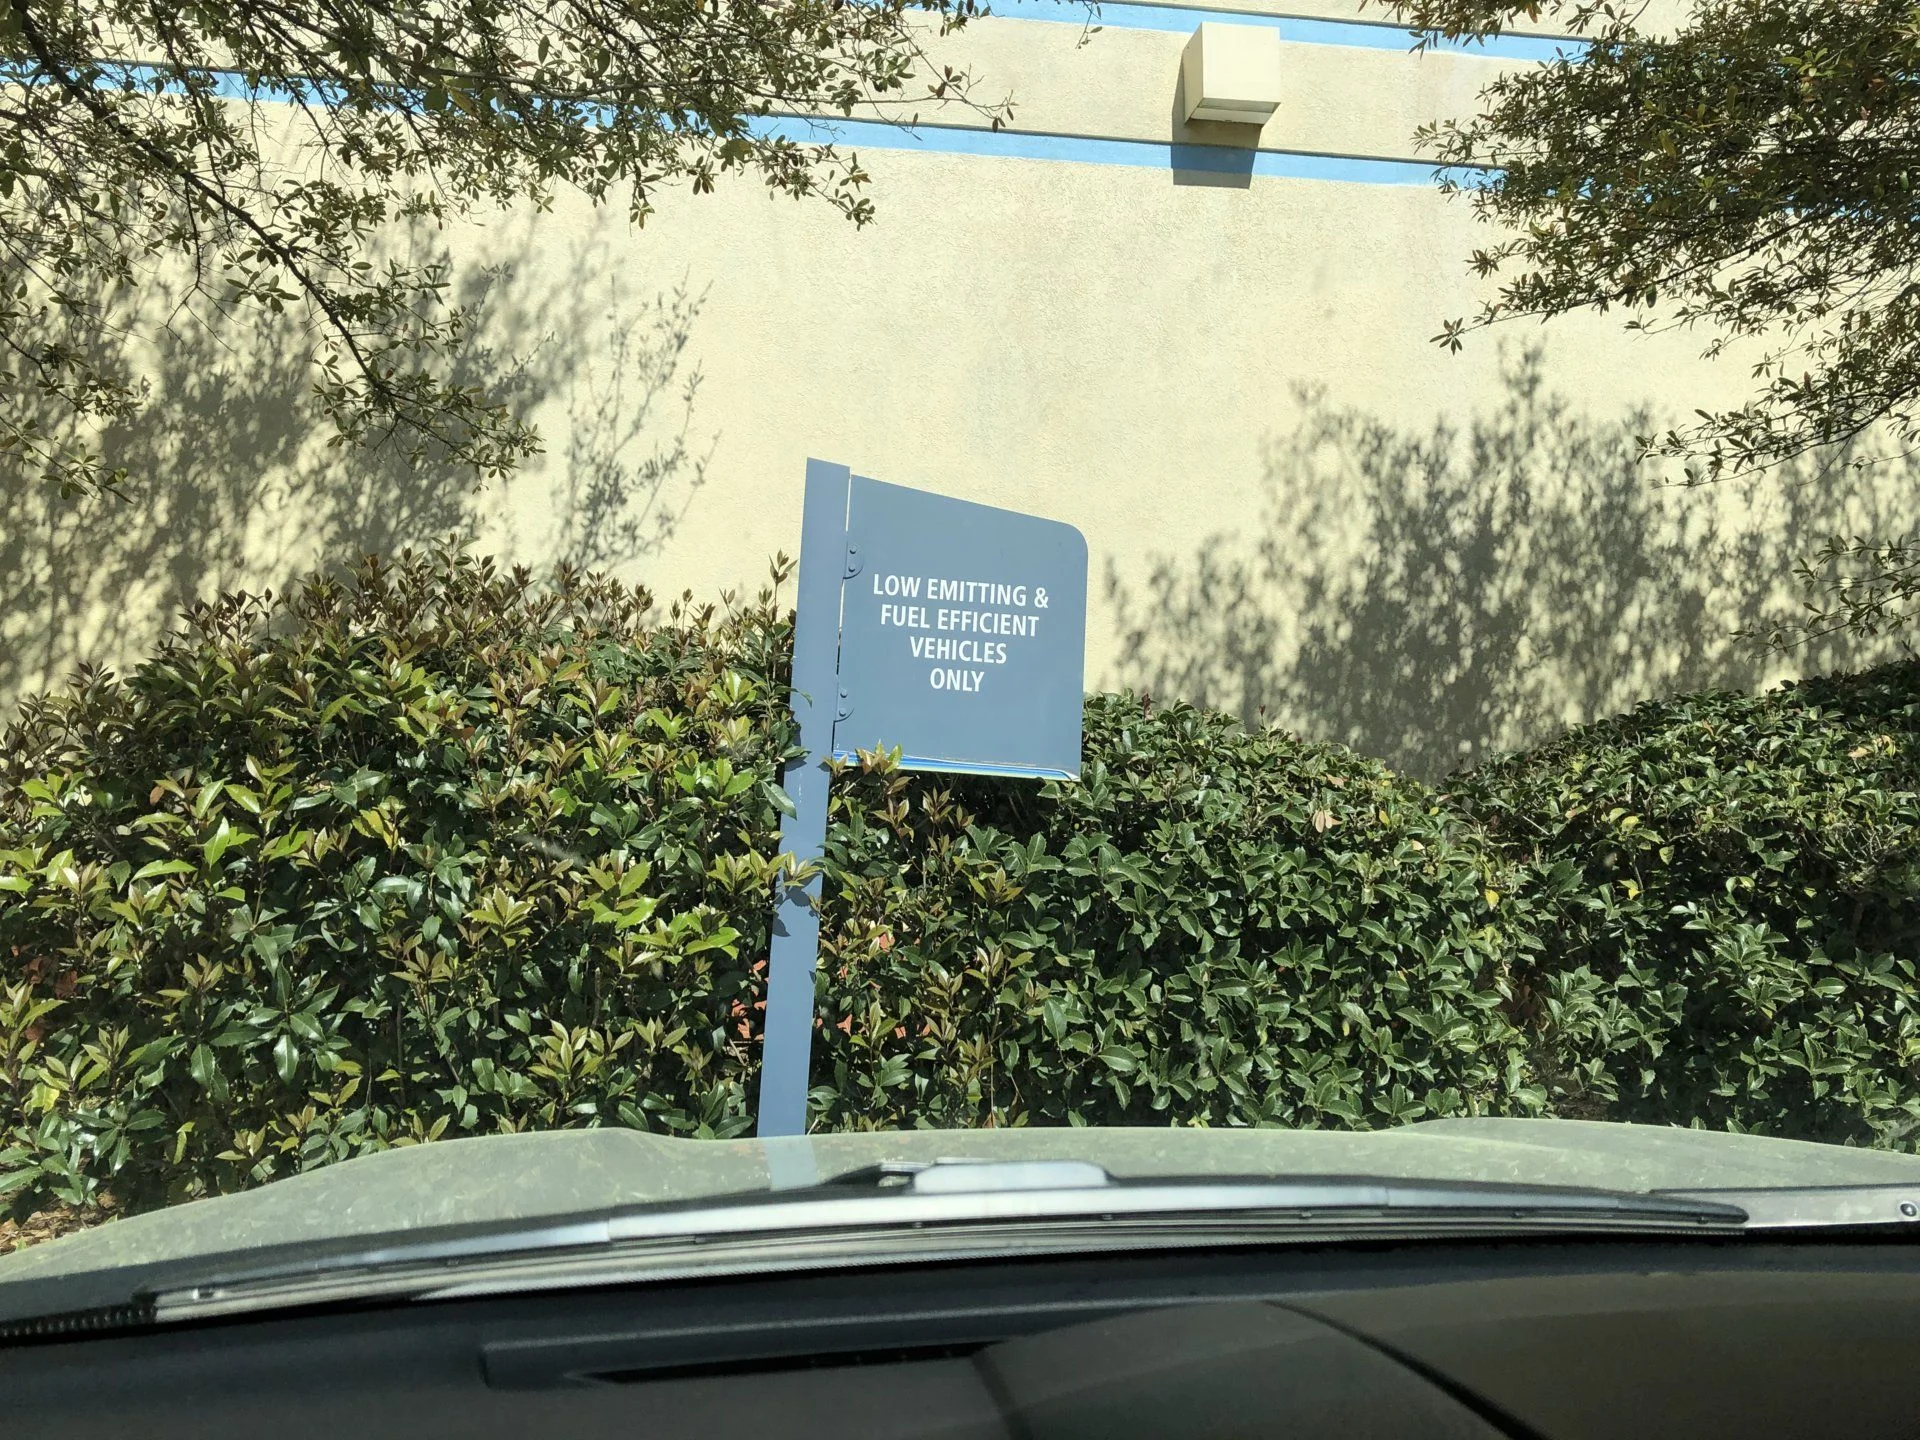 LOW EMITTING &
FUEL EFFICIENT
VEHICLES
ONLY